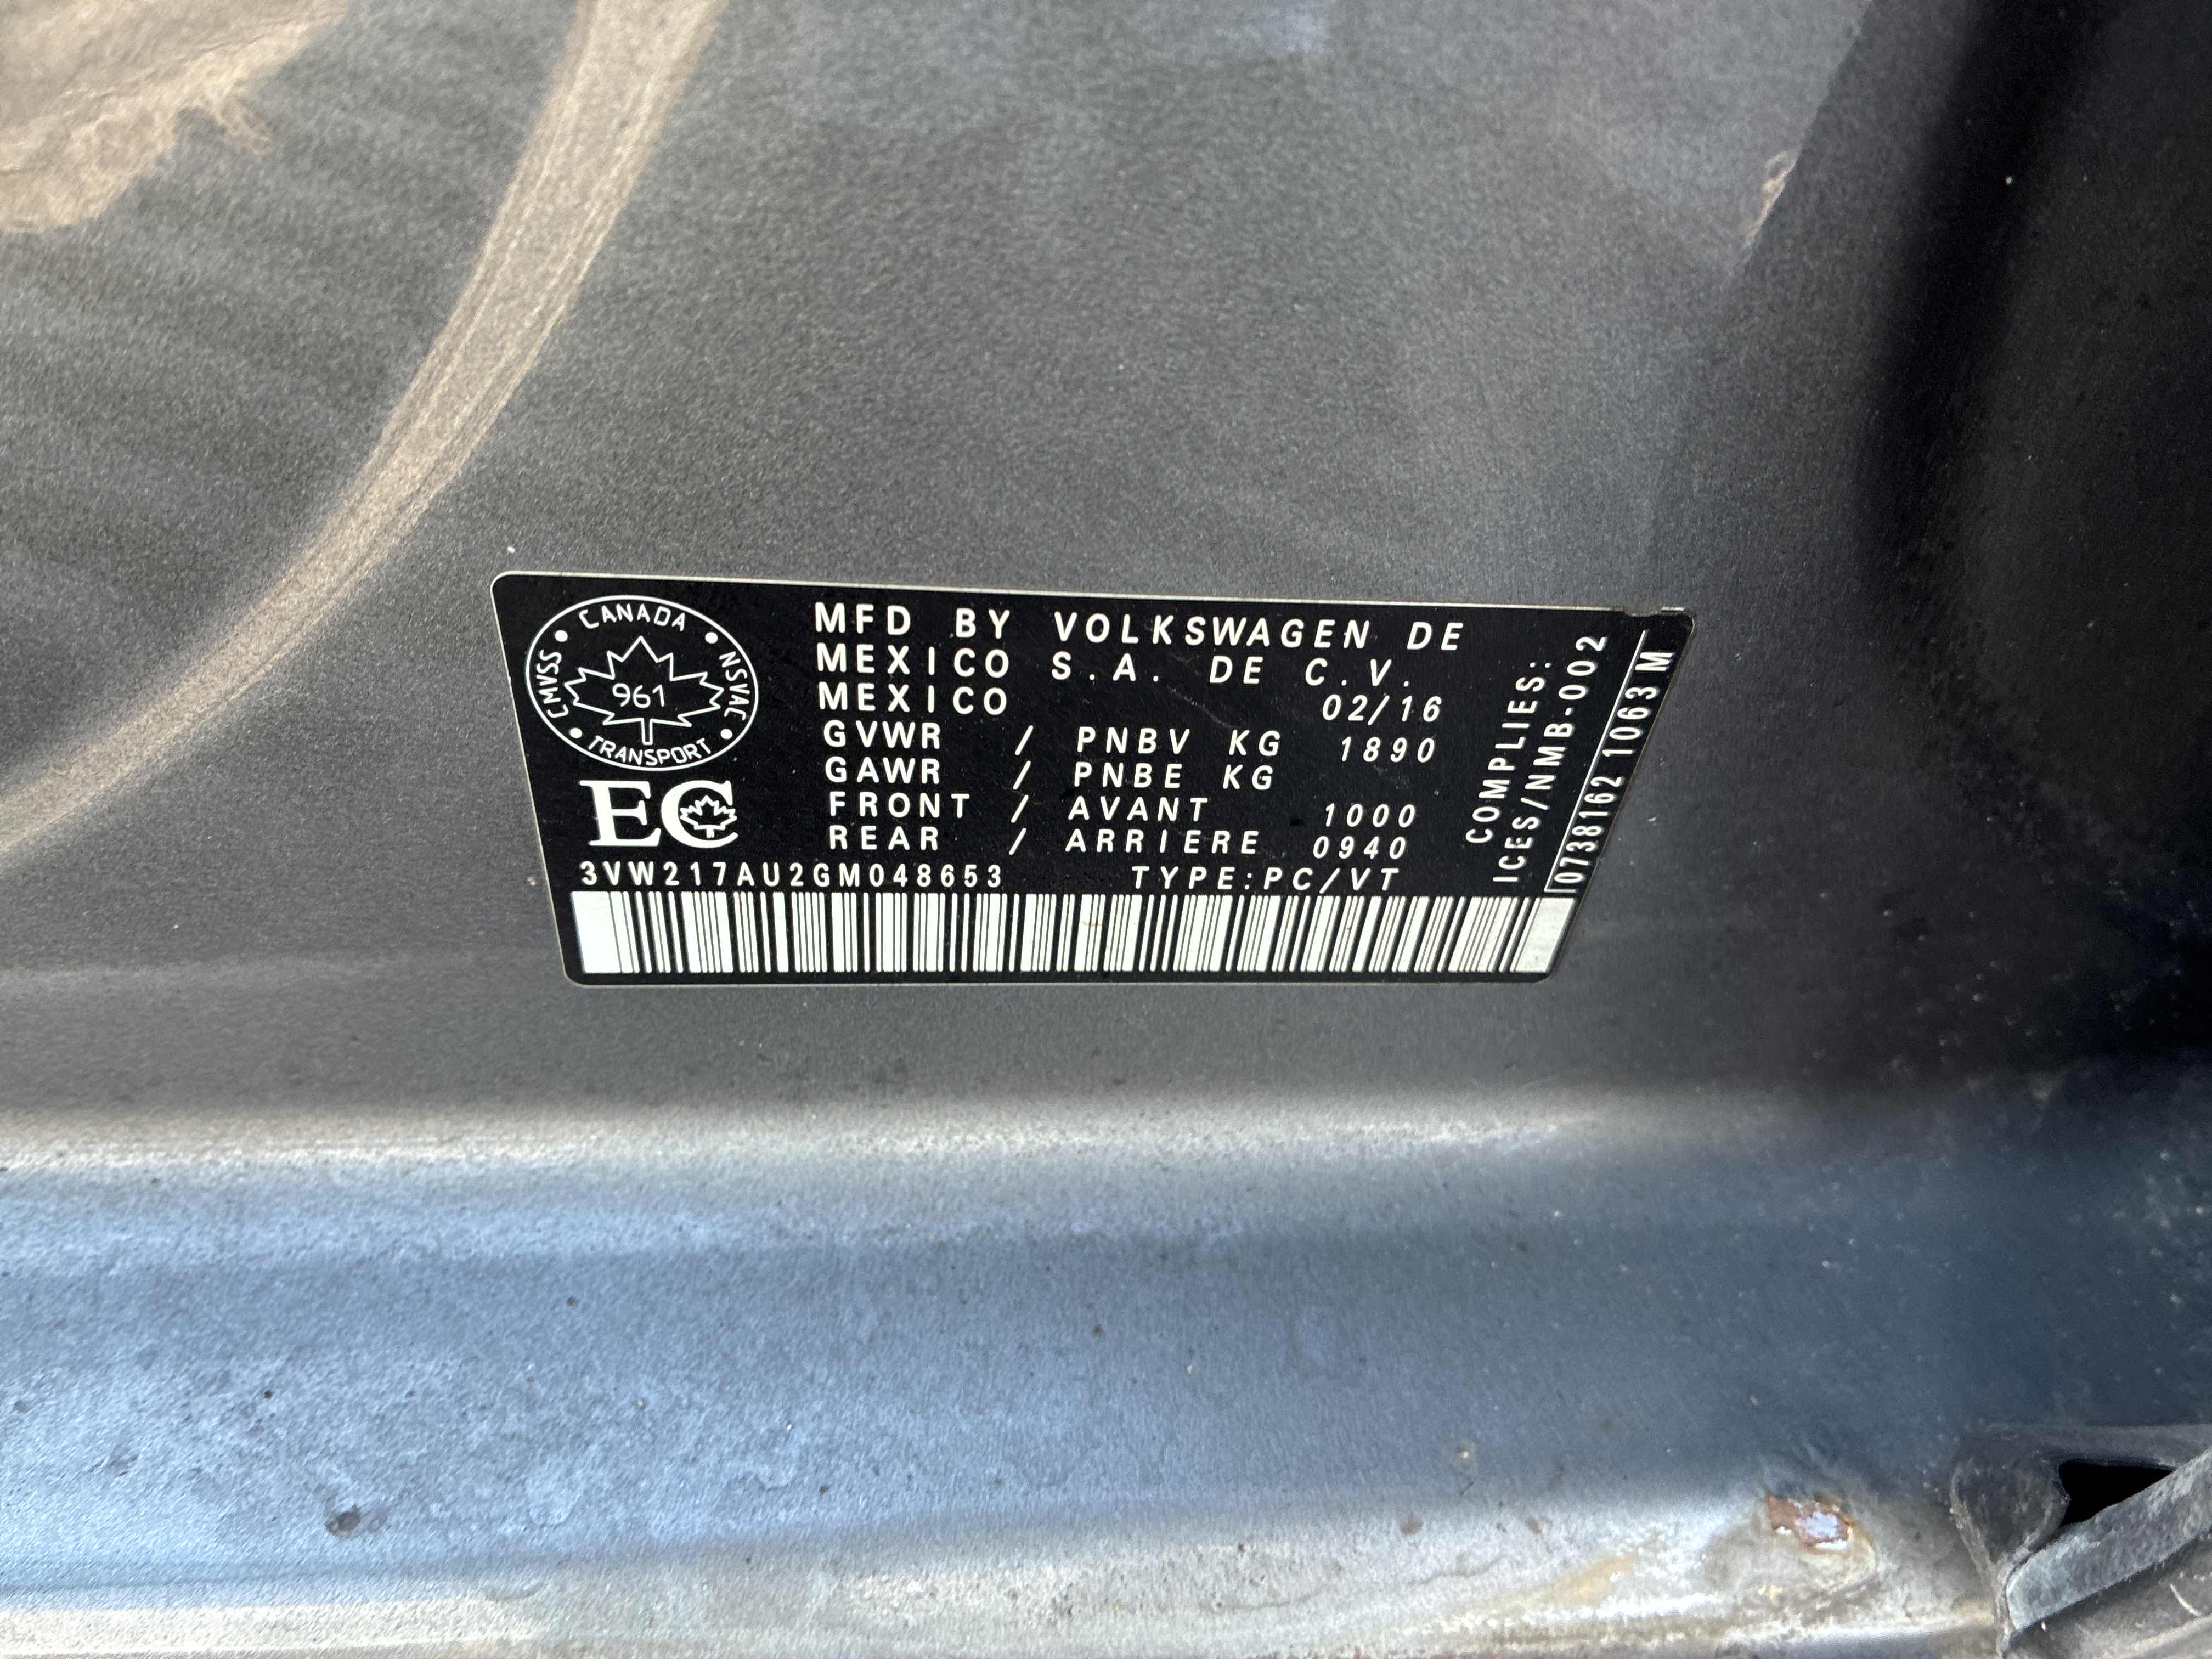 CANADA
CMVSS 961 NSVAC
TRANSPORT
EC
MFD BY VOLKSWAGEN DE
MEXICO S.A. DE C.V.
MEXICO 02/16
GVWR / PNBV KG 1890
GAWR / PNBE KG
FRONT / AVANT 1000
REAR / ARRIERE 0940
3VW217AU2GM048653 TYPE:PC/VT
COMPLIES:
ICES/NMB-002
0738162 1063 M